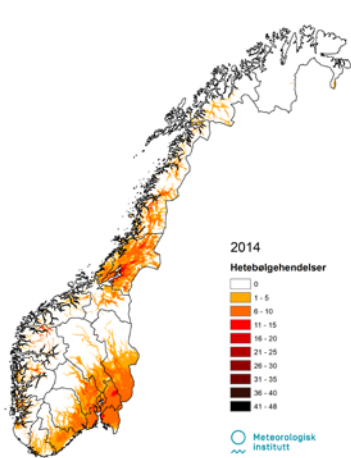 2014
Hetebølgehendelser
0
1 - 5
6 - 10
11 - 15
16 - 20
21 - 25
26 - 30
31 - 35
36 - 40
41 - 48
Meteorologisk
institutt